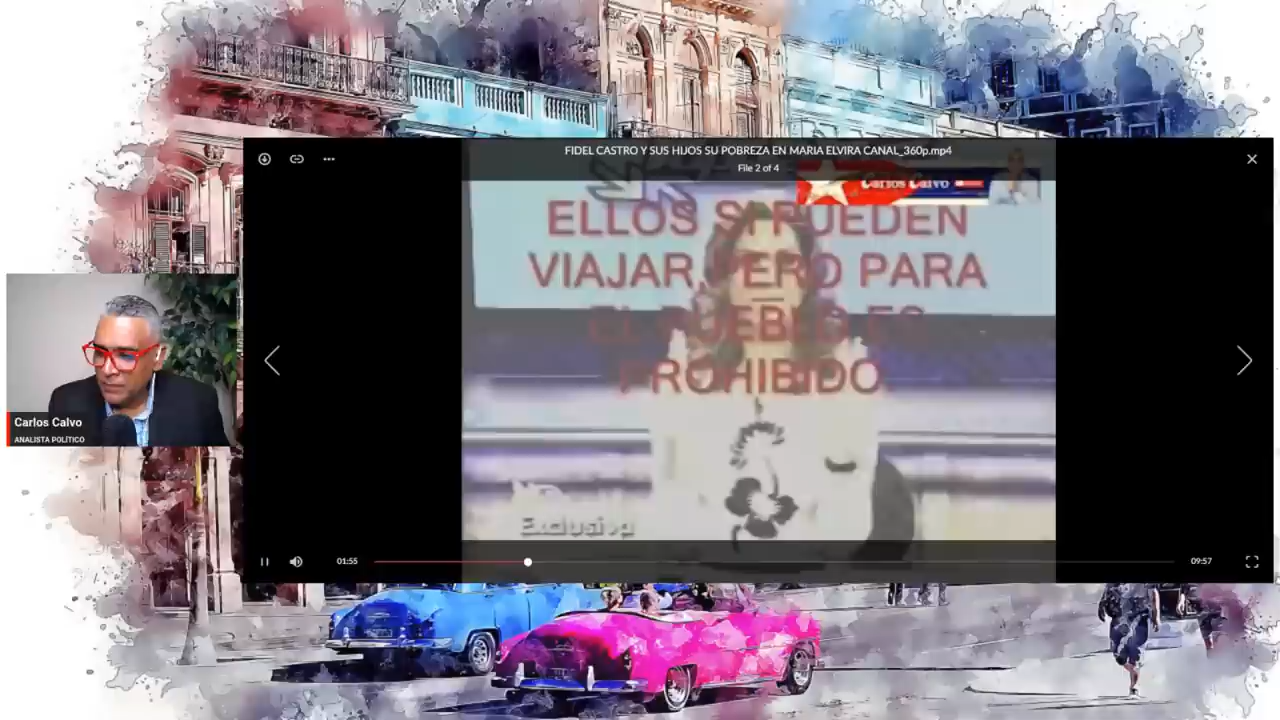 FIDEL CASTRO Y SUS HIJOS SU POBREZA EN MARIA ELVIRA CANAL_360p.mp4
File 2 of 4
Carlos Calvo
ELLOS SI PUEDEN
VIAJAR, PERO PARA
EL PUEBLO ES
PROHIBIDO
Carlos Calvo
ANALISTA POLÍTICO
Exclusiva
01:55
09:57